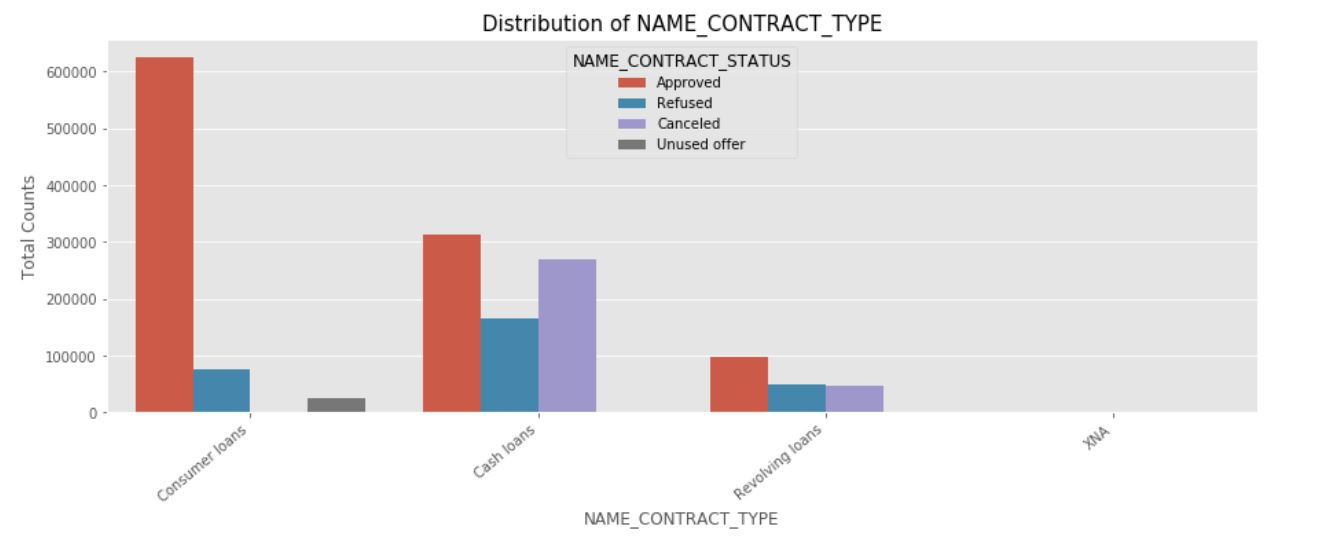 Distribution of NAME_CONTRACT_TYPE
NAME_CONTRACT_STATUS
Approved
Refused
Canceled
Unused offer
Total Counts
600000
500000
400000
300000
200000
100000
0
Consumer loans
Cash loans
Revolving loans
XNA
NAME_CONTRACT_TYPE